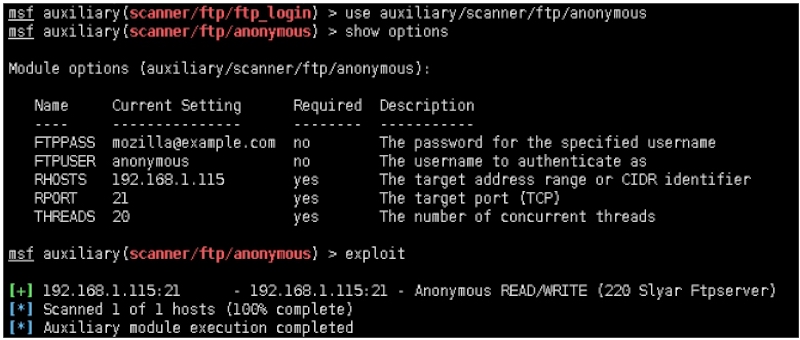 msf auxiliary(scanner/ftp/ftp_login) > use auxiliary/scanner/ftp/anonymous
msf auxiliary(scanner/ftp/anonymous) > show options
Module options (auxiliary/scanner/ftp/anonymous):
Name Current Setting Required Description
---- --------------- -------- -----------
FTPPASS mozilla@example.com no The password for the specified username
FTPUSER anonymous no The username to authenticate as
RHOSTS 192.168.1.115 yes The target address range or CIDR identifier
RPORT 21 yes The target port (TCP)
THREADS 20 yes The number of concurrent threads
msf auxiliary(scanner/ftp/anonymous) > exploit
[+] 192.168.1.115:21 - 192.168.1.115:21 - Anonymous READ/WRITE (220 Slyar Ftpserver)
[*] Scanned 1 of 1 hosts (100% complete)
[*] Auxiliary module execution completed